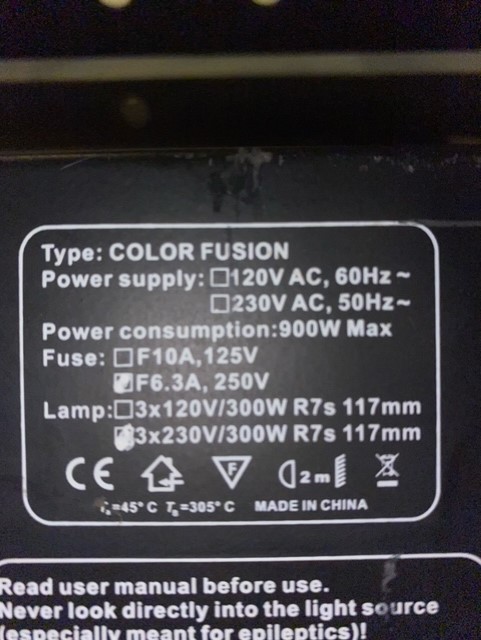 Type: COLOR FUSION
Power supply: ☐120V AC, 60Hz ~
☐230V AC, 50Hz~
Power consumption:900W Max
Fuse: ☐F10A,125V
☑F6.3A, 250V
Lamp:☐3x120V/300W R7s 117mm
☑3x230V/300W R7s 117mm
CE F 2m
=45°C =305°C MADE IN CHINA
Read user manual before use.
Never look directly into the light source
(especially meant for epileptics)!